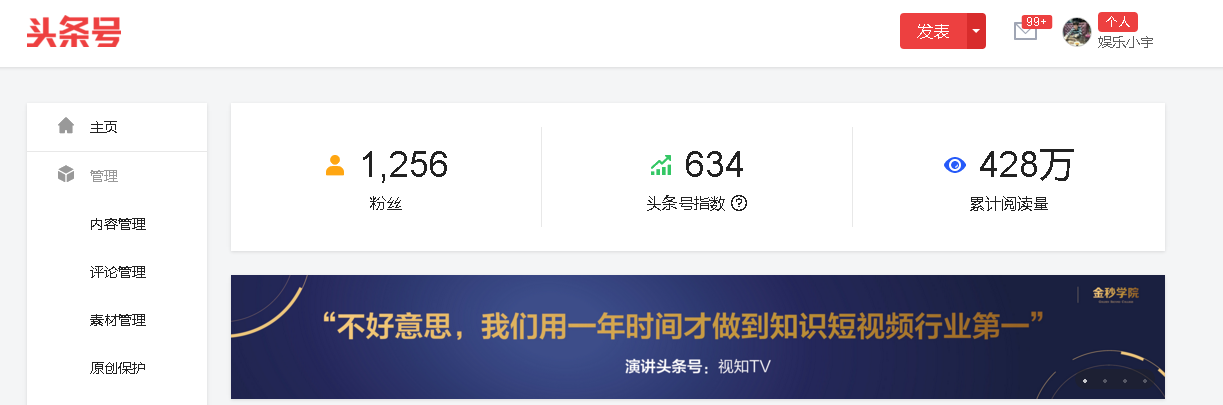 头条号
发表
99+
个人
娱乐小宇
主页
管理
内容管理
评论管理
素材管理
原创保护
1,256
粉丝
634
头条号指数
428万
累计阅读量
金秒学院
“不好意思，我们用一年时间才做到知识短视频行业第一”
演讲头条号：视知TV